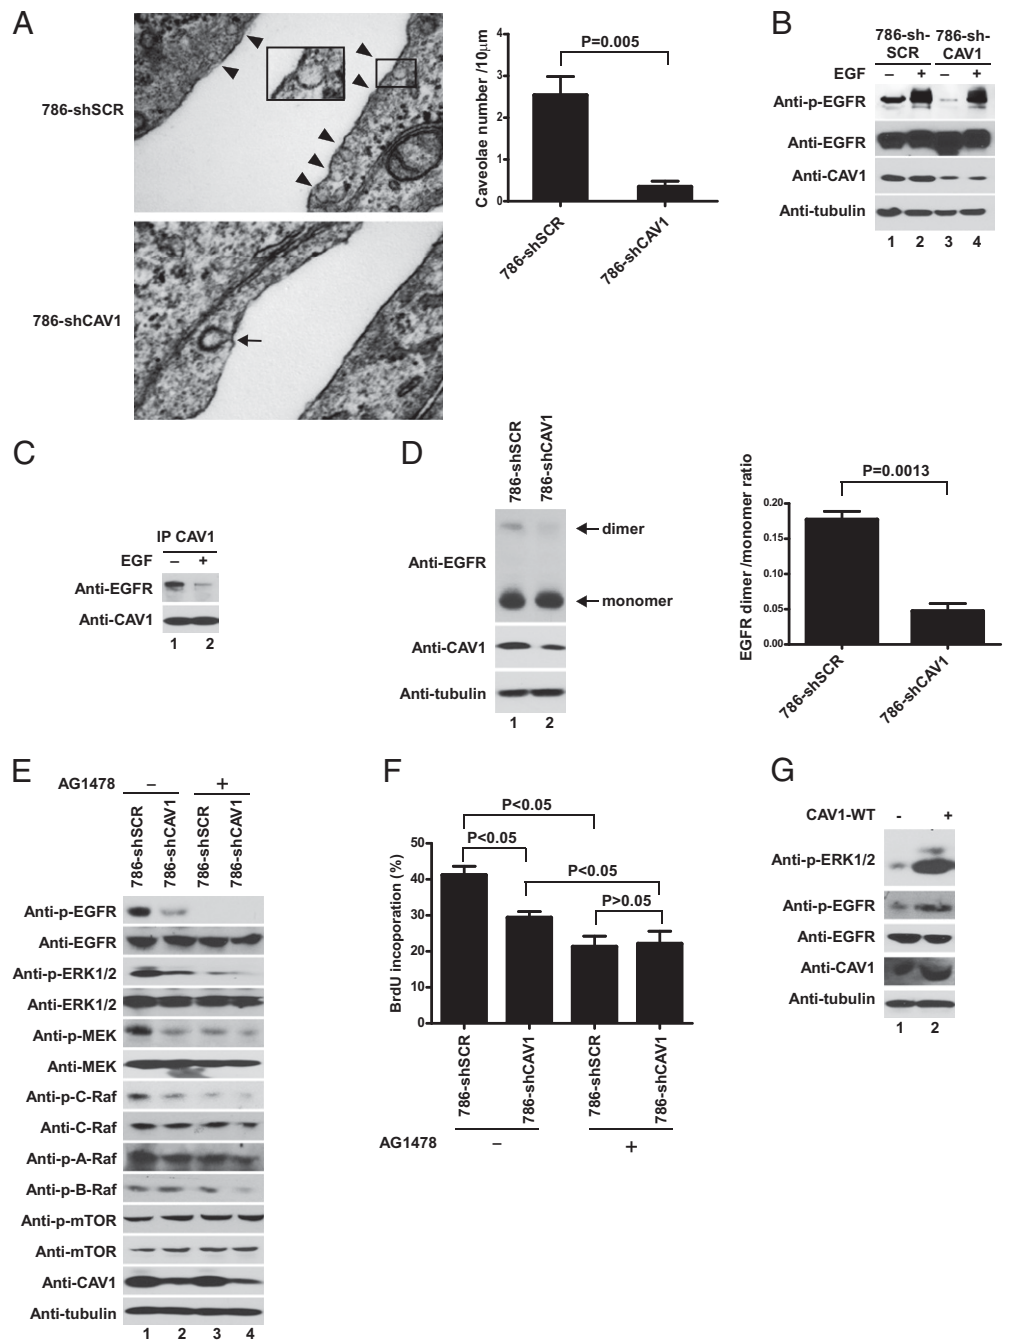 A
786-shSCR
786-shCAV1
Caveolae number /10μm
4
3
2
1
0
P=0.005
786-shSCR
786-shCAV1
B
786-sh-SCR
786-sh-CAV1
EGF
– + – +
Anti-p-EGFR
Anti-EGFR
Anti-CAV1
Anti-tubulin
1 2 3 4
C
IP CAV1
EGF – +
Anti-EGFR
Anti-CAV1
1 2
D
786-shSCR
786-shCAV1
dimer
Anti-EGFR
monomer
Anti-CAV1
Anti-tubulin
1 2
EGFR dimer /monomer ratio
P=0.0013
0.20
0.15
0.10
0.05
0.00
786-shSCR
786-shCAV1
E
AG1478 – +
786-shSCR
786-shCAV1
786-shSCR
786-shCAV1
Anti-p-EGFR
Anti-EGFR
Anti-p-ERK1/2
Anti-ERK1/2
Anti-p-MEK
Anti-MEK
Anti-p-C-Raf
Anti-C-Raf
Anti-p-A-Raf
Anti-p-B-Raf
Anti-p-mTOR
Anti-mTOR
Anti-CAV1
Anti-tubulin
1 2 3 4
F
BrdU incoporation (%)
50
40
30
20
10
0
P<0.05
P<0.05
P<0.05
P>0.05
786-shSCR
786-shCAV1
786-shSCR
786-shCAV1
AG1478 – +
G
CAV1-WT - +
Anti-p-ERK1/2
Anti-p-EGFR
Anti-EGFR
Anti-CAV1
Anti-tubulin
1 2